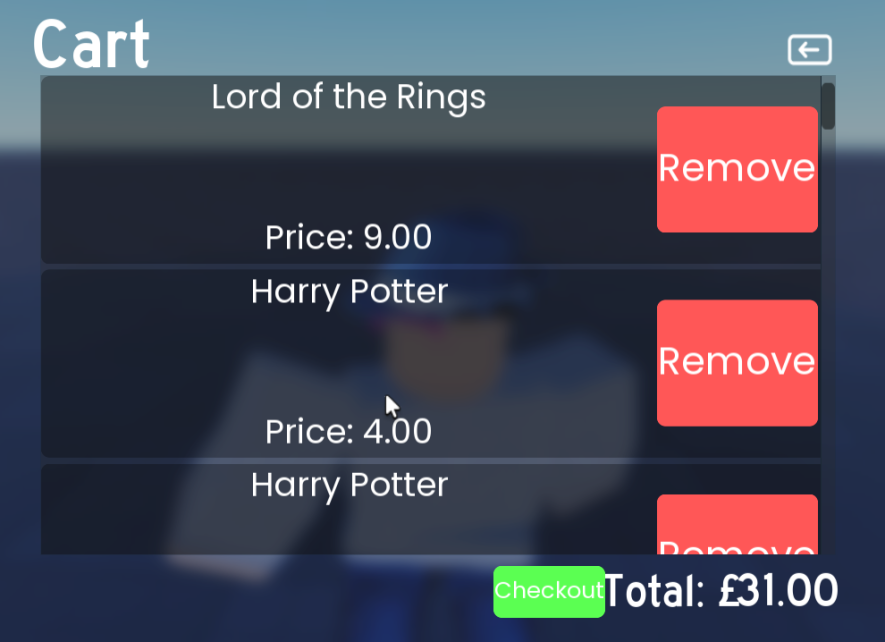 Cart
Lord of the Rings
Remove
Price: 9.00
Harry Potter
Remove
Price: 4.00
Harry Potter
Remove
Checkout
Total: £31.00